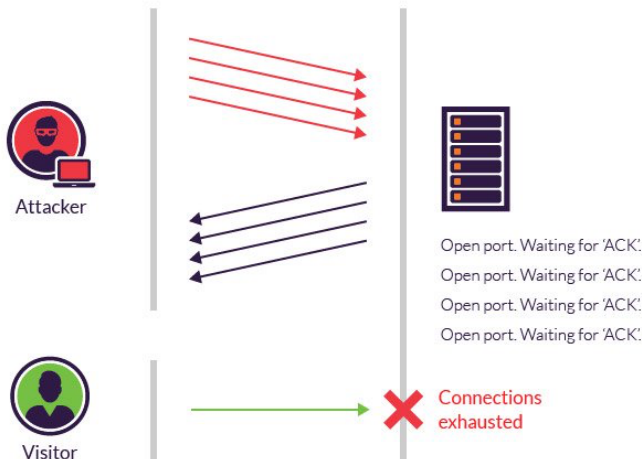 Attacker
Open port. Waiting for ‘ACK’.
Open port. Waiting for ‘ACK’.
Open port. Waiting for ‘ACK’.
Open port. Waiting for ‘ACK’.
Connections
exhausted
Visitor